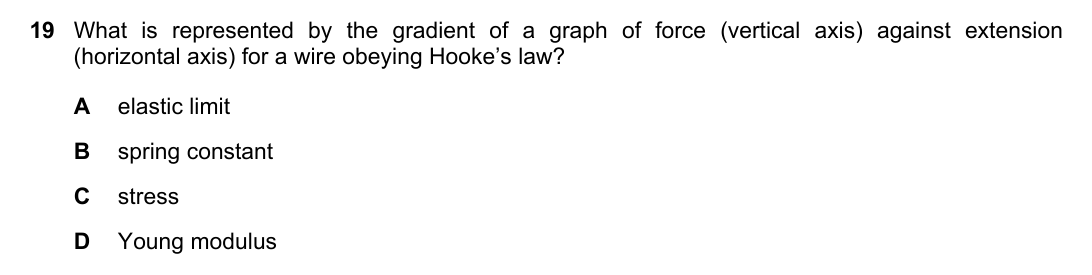 19 What is represented by the gradient of a graph of force (vertical axis) against extension
(horizontal axis) for a wire obeying Hooke’s law?
A elastic limit
B spring constant
C stress
D Young modulus